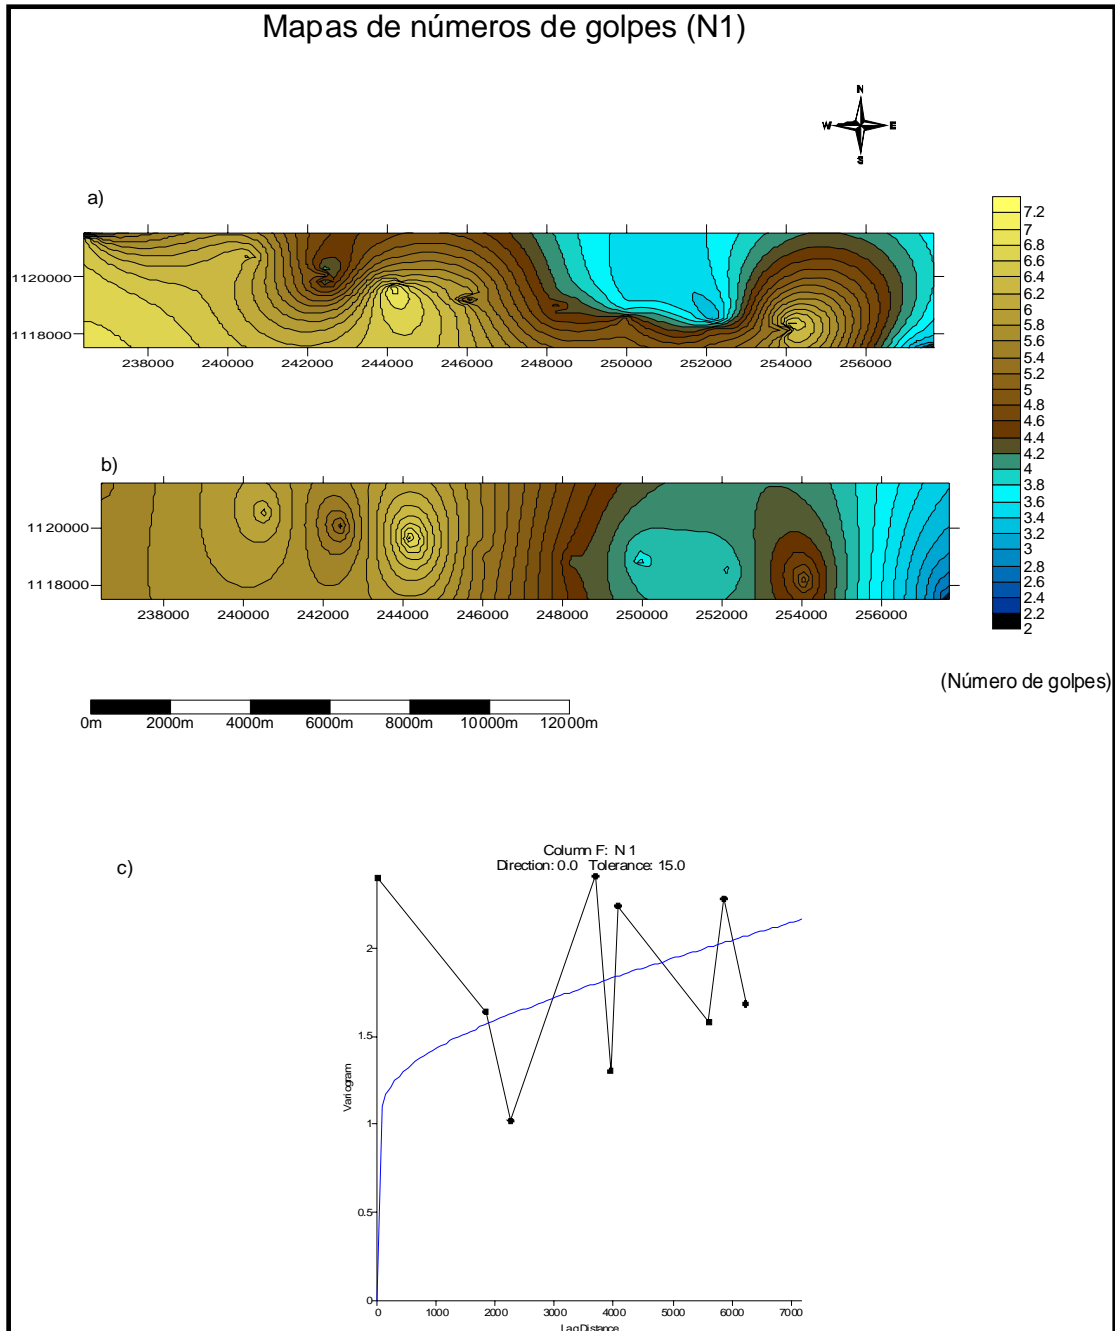 Mapas de números de golpes (N1)
N
W E
S
a)
1120000
1118000
238000 240000 242000 244000 246000 248000 250000 252000 254000 256000
7.2
7
6.8
6.6
6.4
6.2
6
5.8
5.6
5.4
5.2
5
4.8
4.6
4.4
4.2
4
3.8
3.6
3.4
3.2
3
2.8
2.6
2.4
2.2
2
(Número de golpes)
b)
1120000
1118000
238000 240000 242000 244000 246000 248000 250000 252000 254000 256000
0m 2000m 4000m 6000m 8000m 10000m 12000m
c)
Column F: N 1
Direction: 0.0 Tolerance: 15.0
2
1.5
1
0.5
0
Variogram
0 1000 2000 3000 4000 5000 6000 7000
Lag Distance